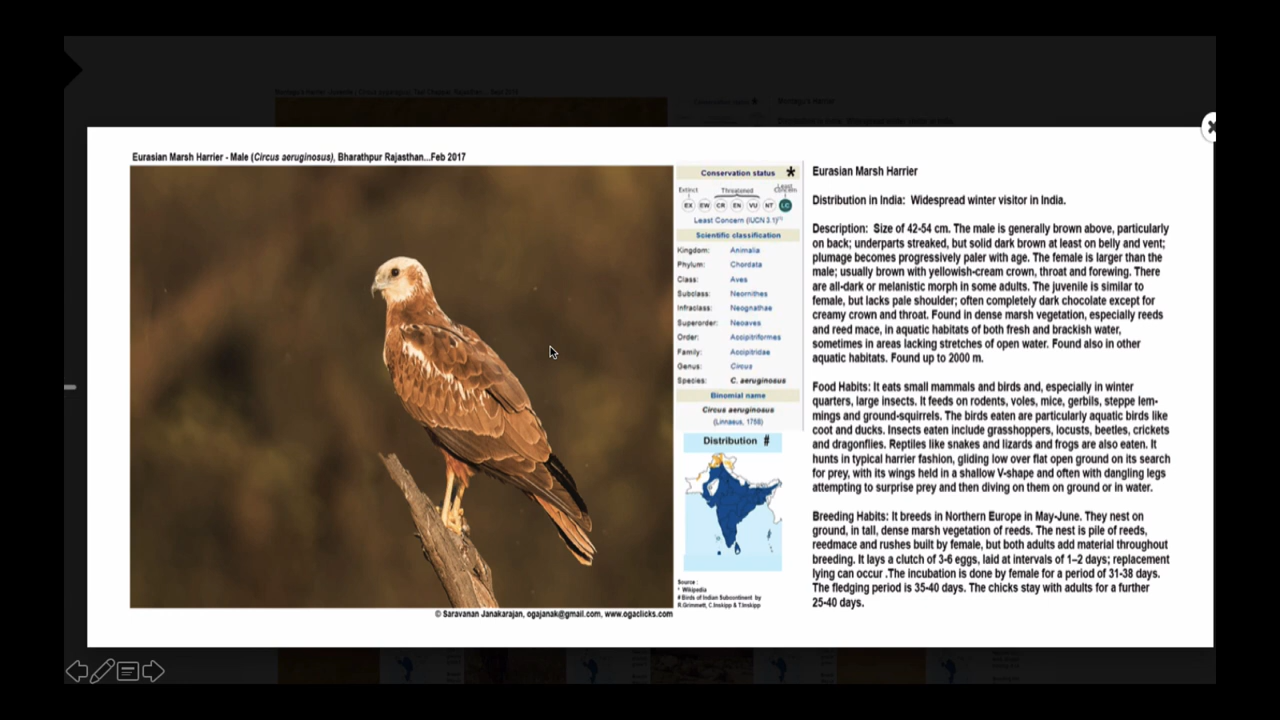 Eurasian Marsh Harrier - Male (Circus aeruginosus), Bharathpur Rajasthan...Feb 2017
Conservation status *
Extinct
Threatened
Least Concern
EX EW CR EN VU NT LC
Least Concern (IUCN 3.1)[1]
Scientific classification
Kingdom: Animalia
Phylum: Chordata
Class: Aves
Subclass: Neornithes
Infraclass: Neognathae
Superorder: Neoaves
Order: Accipitriformes
Family: Accipitridae
Genus: Circus
Species: C. aeruginosus
Binomial name
Circus aeruginosus
(Linnaeus, 1758)
Distribution #
Source :
* Wikipedia
# Birds of Indian Subcontinent by
R.Grimmett, C.Inskipp & T.Inskipp
© Saravanan Janakarajan, ogajanak@gmail.com, www.ogaclicks.com
Eurasian Marsh Harrier
Distribution in India: Widespread winter visitor in India.
Description: Size of 42-54 cm. The male is generally brown above, particularly
on back; underparts streaked, but solid dark brown at least on belly and vent;
plumage becomes progressively paler with age. The female is larger than the
male; usually brown with yellowish-cream crown, throat and forewing. There
are all-dark or melanistic morph in some adults. The juvenile is similar to
female, but lacks pale shoulder; often completely dark chocolate except for
creamy crown and throat. Found in dense marsh vegetation, especially reeds
and reed mace, in aquatic habitats of both fresh and brackish water,
sometimes in areas lacking stretches of open water. Found also in other
aquatic habitats. Found up to 2000 m.
Food Habits: It eats small mammals and birds and, especially in winter
quarters, large insects. It feeds on rodents, voles, mice, gerbils, steppe lem-
mings and ground-squirrels. The birds eaten are particularly aquatic birds like
coot and ducks. Insects eaten include grasshoppers, locusts, beetles, crickets
and dragonflies. Reptiles like snakes and lizards and frogs are also eaten. It
hunts in typical harrier fashion, gliding low over flat open ground on its search
for prey, with its wings held in a shallow V-shape and often with dangling legs
attempting to surprise prey and then diving on them on ground or in water.
Breeding Habits: It breeds in Northern Europe in May-June. They nest on
ground, in tall, dense marsh vegetation of reeds. The nest is pile of reeds,
reedmace and rushes built by female, but both adults add material throughout
breeding. It lays a clutch of 3-6 eggs, laid at intervals of 1–2 days; replacement
lying can occur .The incubation is done by female for a period of 31-38 days.
The fledging period is 35-40 days. The chicks stay with adults for a further
25-40 days.